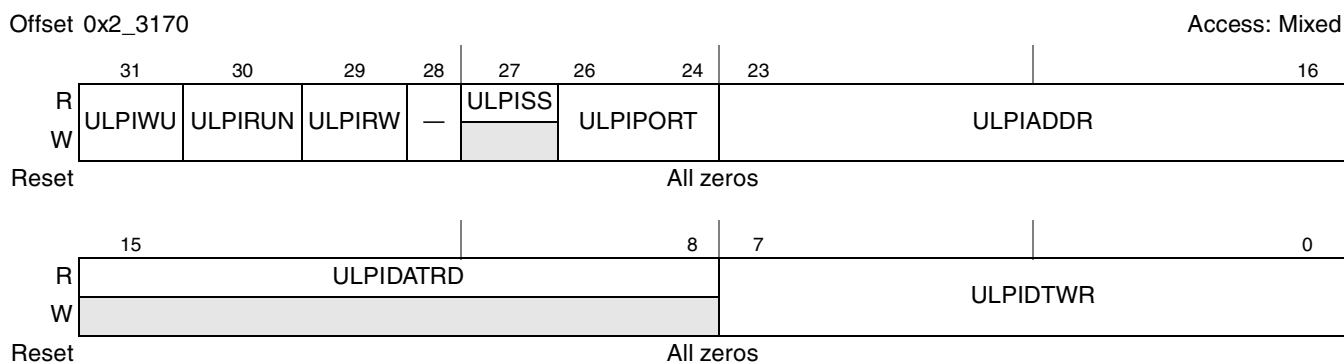 Offset 0x2_3170 Access: Mixed
31 30 29 28 27 26 24 23 16
R ULPIWU ULPIRUN ULPIRW — ULPISS ULPIPORT ULPIADDR
W
Reset All zeros
15 8 7 0
R ULPIDATRD ULPIDTWR
W
Reset All zeros